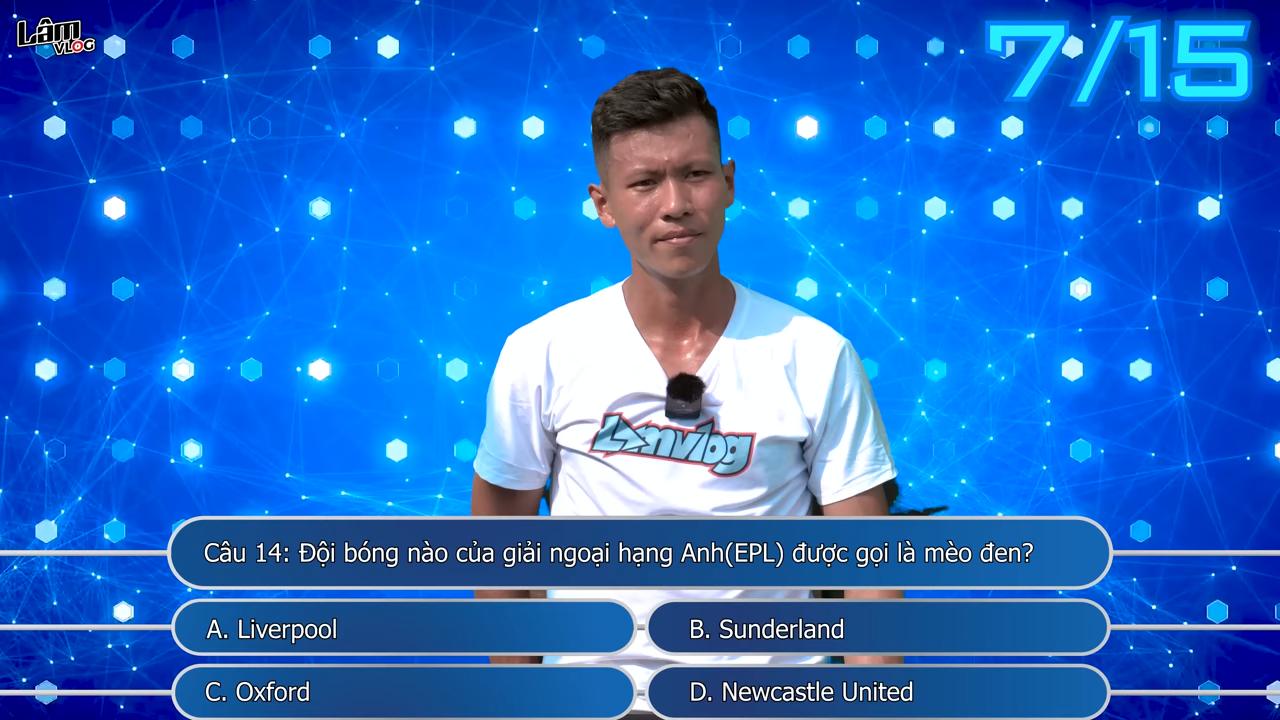 Lâm
VLOG
7/15
Lamvlog
Câu 14: Đội bóng nào của giải ngoại hạng Anh(EPL) được gọi là mèo đen?
A. Liverpool
B. Sunderland
C. Oxford
D. Newcastle United